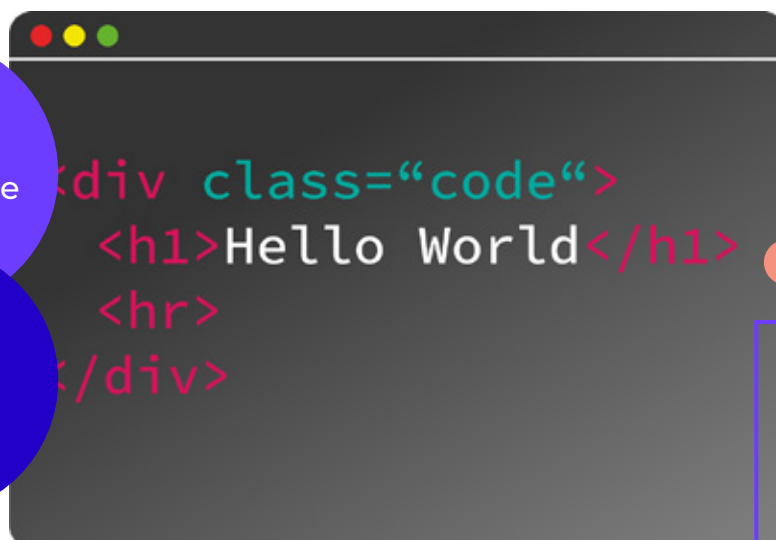 e
<div class=“code“>
<h1>Hello World</h1>
<hr>
</div>